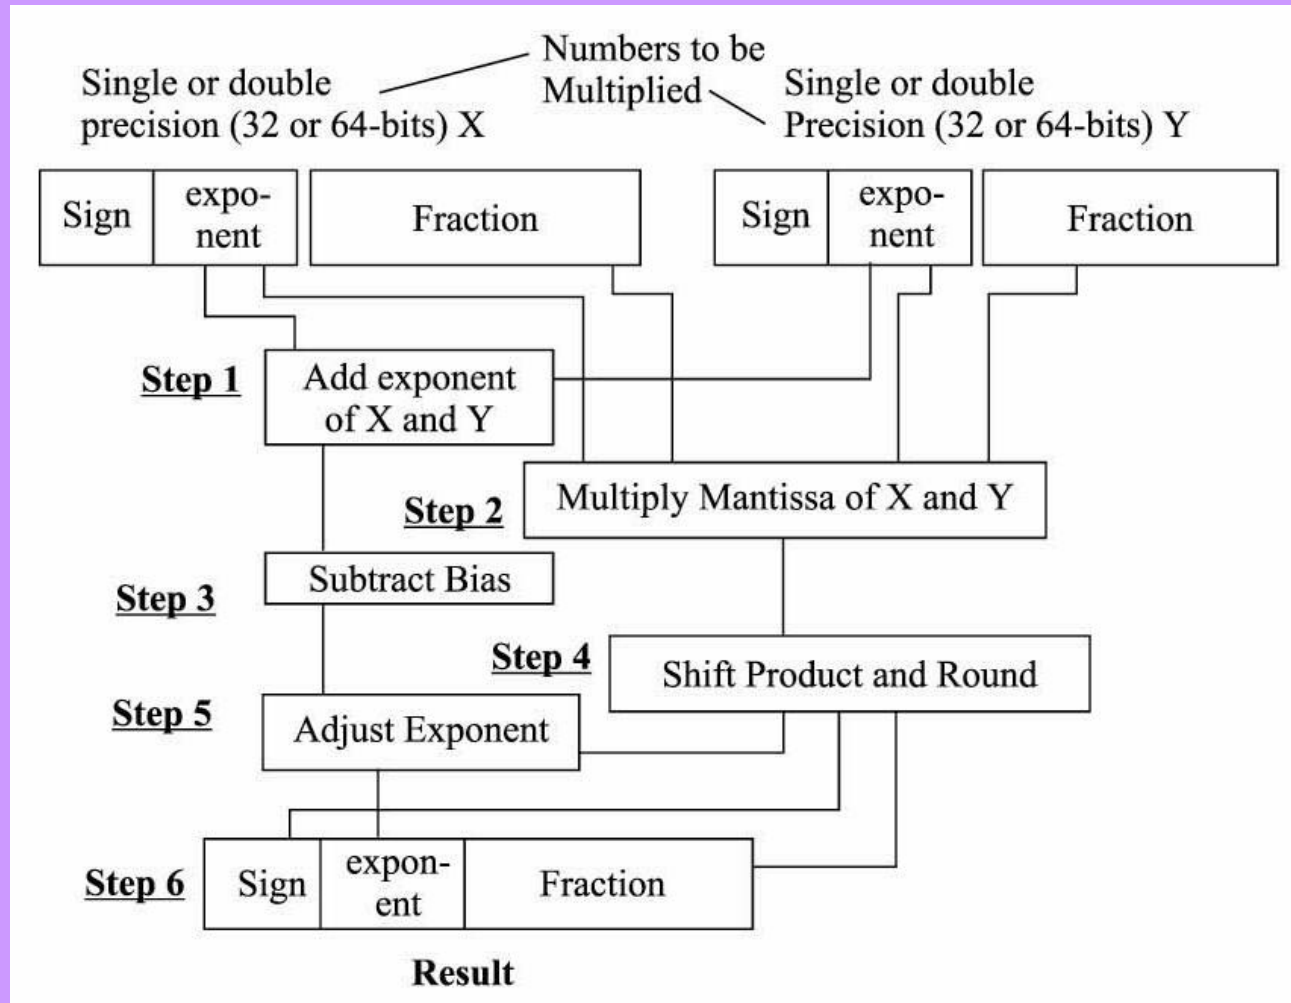 Numbers to be
Multiplied
Single or double
precision (32 or 64-bits) X
Single or double
Precision (32 or 64-bits) Y
Sign
expo-
nent
Fraction
Sign
expo-
nent
Fraction
Step 1
Add exponent
of X and Y
Step 2
Multiply Mantissa of X and Y
Step 3
Subtract Bias
Step 4
Shift Product and Round
Step 5
Adjust Exponent
Step 6
Sign
expon-
ent
Fraction
Result